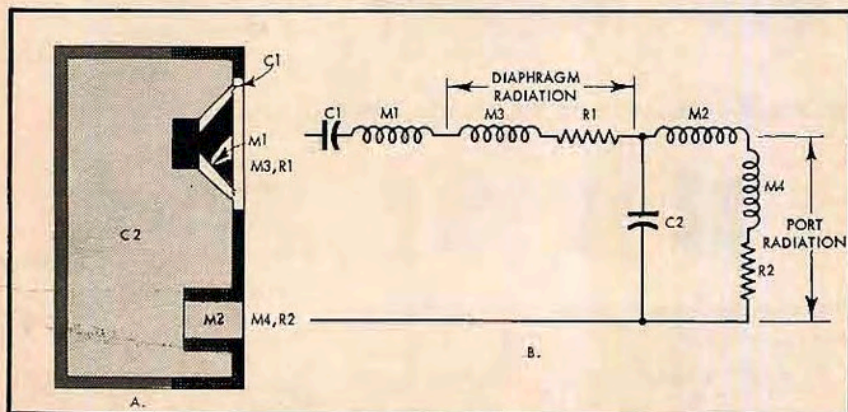 C1
M1
M3, R1
C2
M2
M4, R2
A.
DIAPHRAGM
RADIATION
C1
M1
M3
R1
M2
M4
C2
R2
PORT
RADIATION
B.